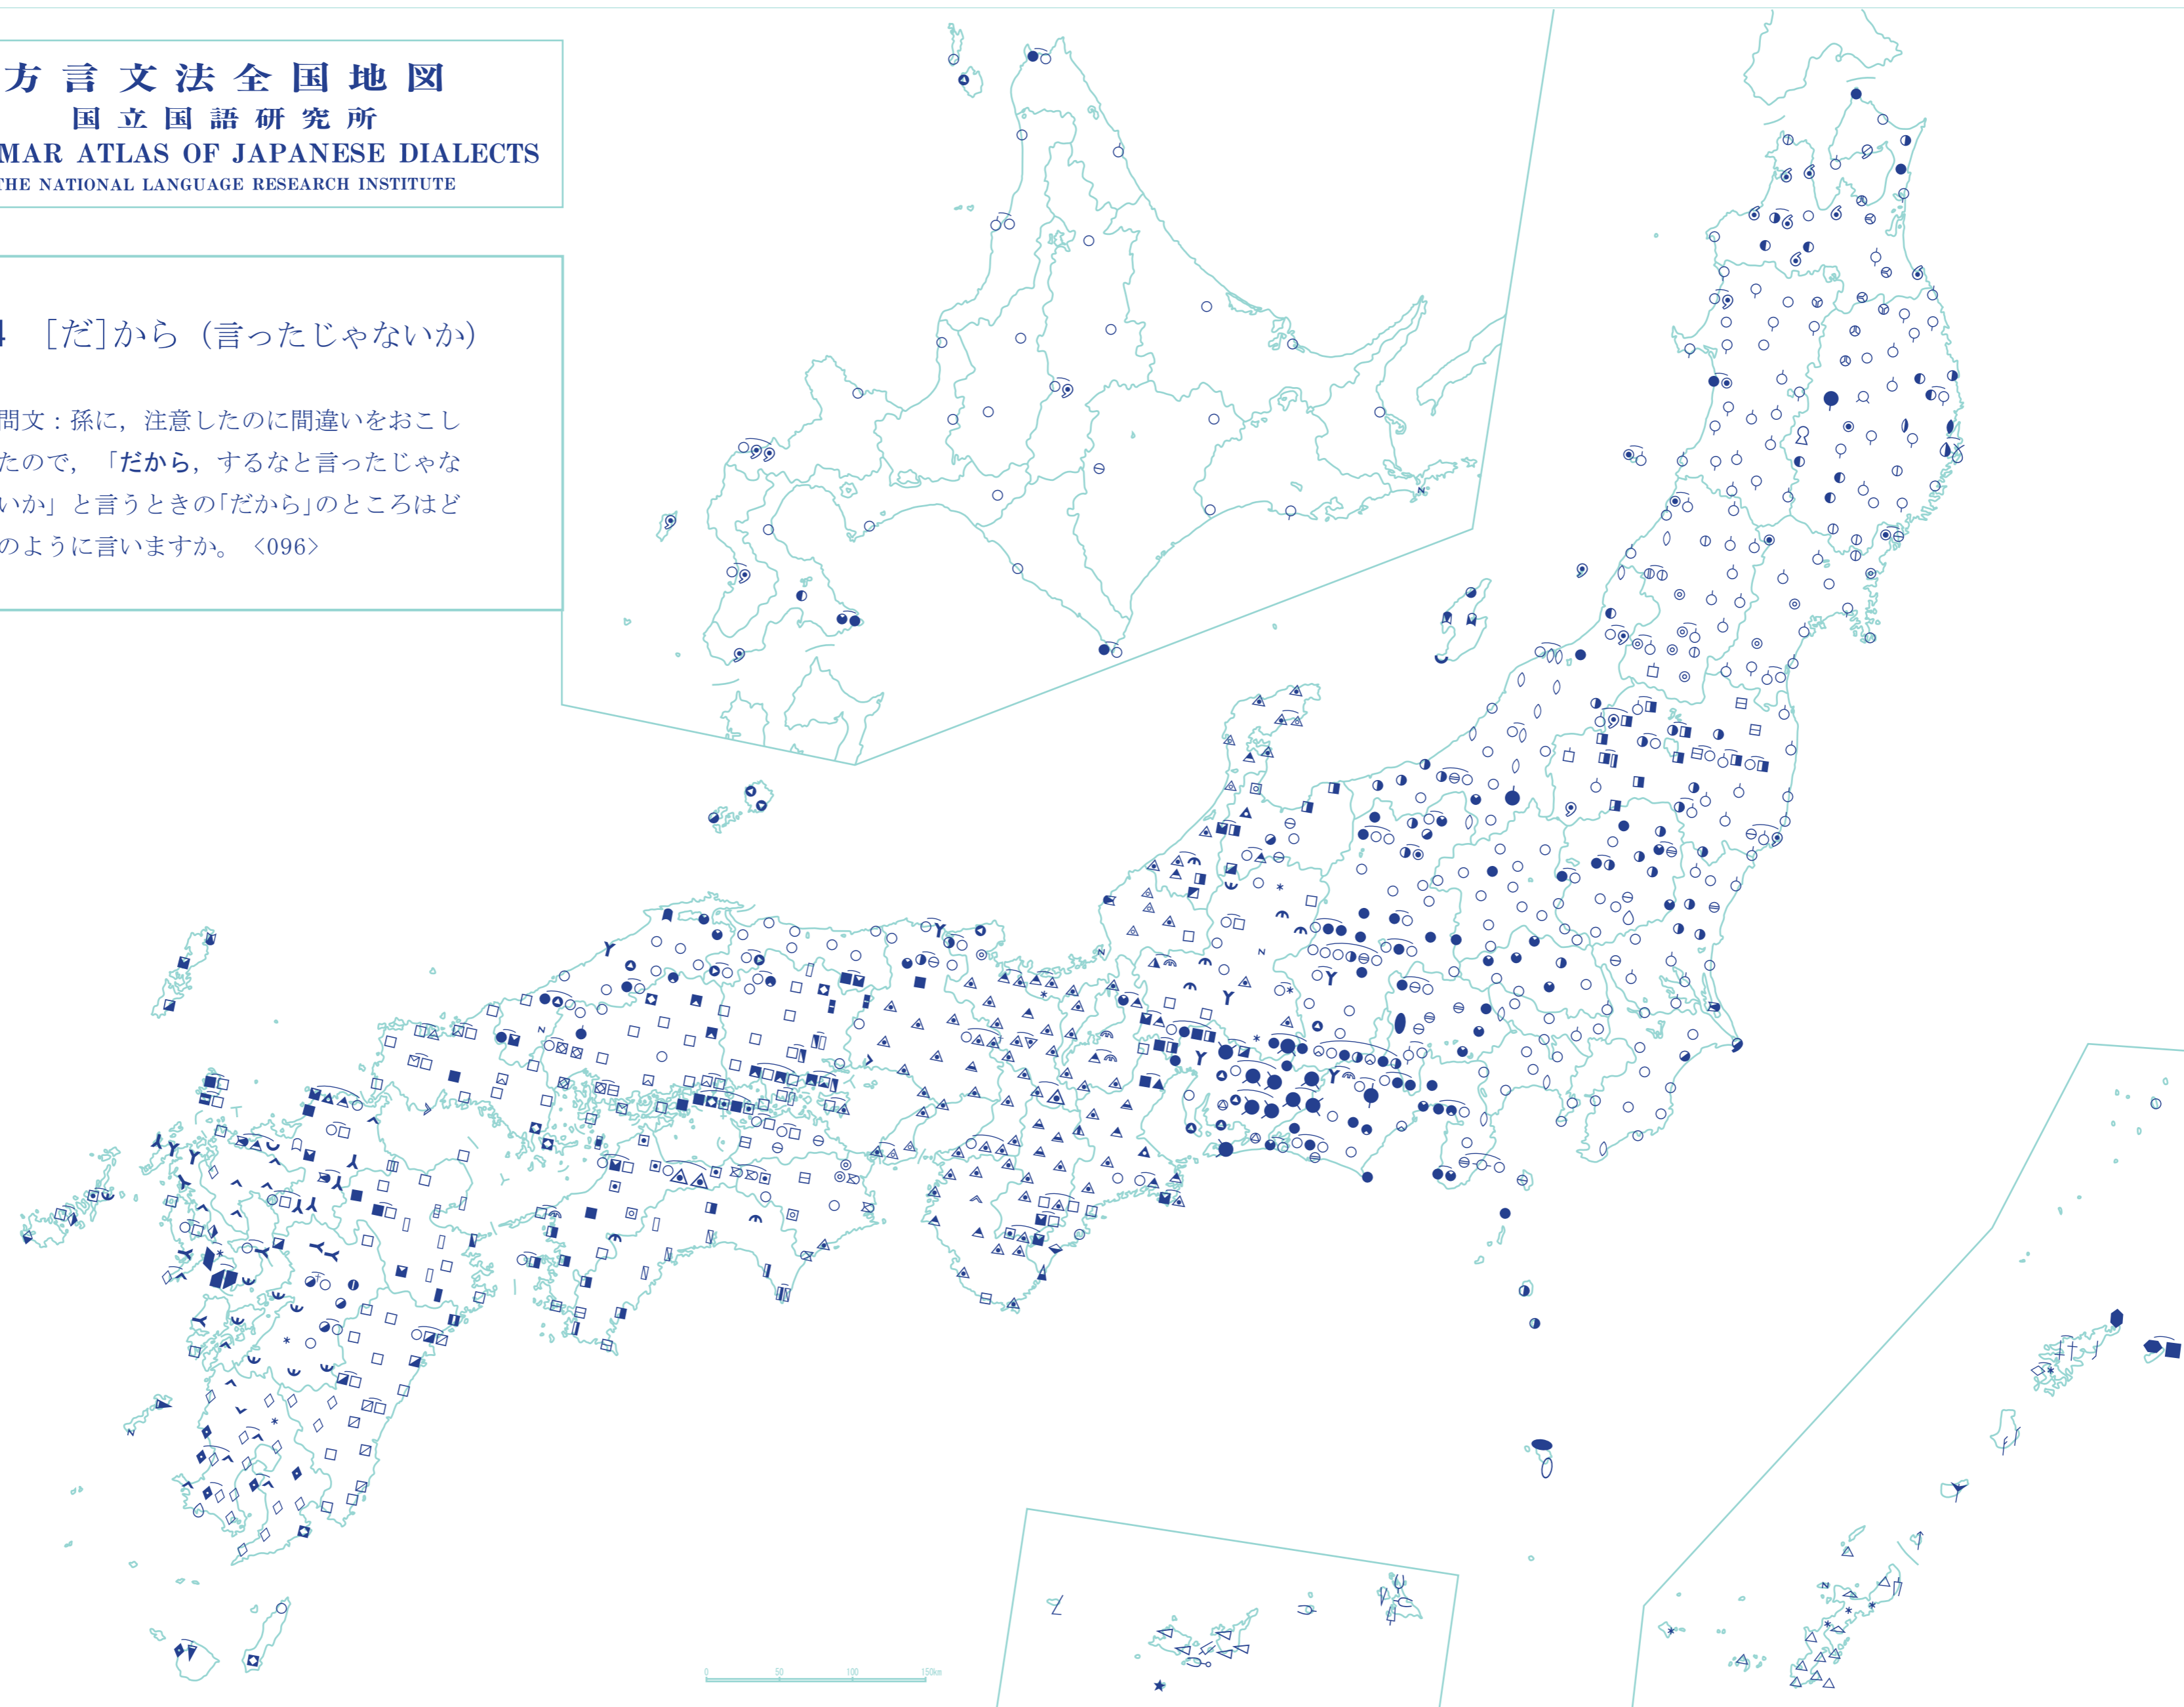 方言文法全国地図
国立国語研究所
MAR ATLAS OF JAPANESE DIALECTS
THE NATIONAL LANGUAGE RESEARCH INSTITUTE
4 [だ]から（言ったじゃないか）
問文：孫に，注意したのに間違いをおこし
たので，「だから，するなと言ったじゃな
いか」と言うときの「だから」のところはど
のように言いますか。 <096>
0 50 100 150km